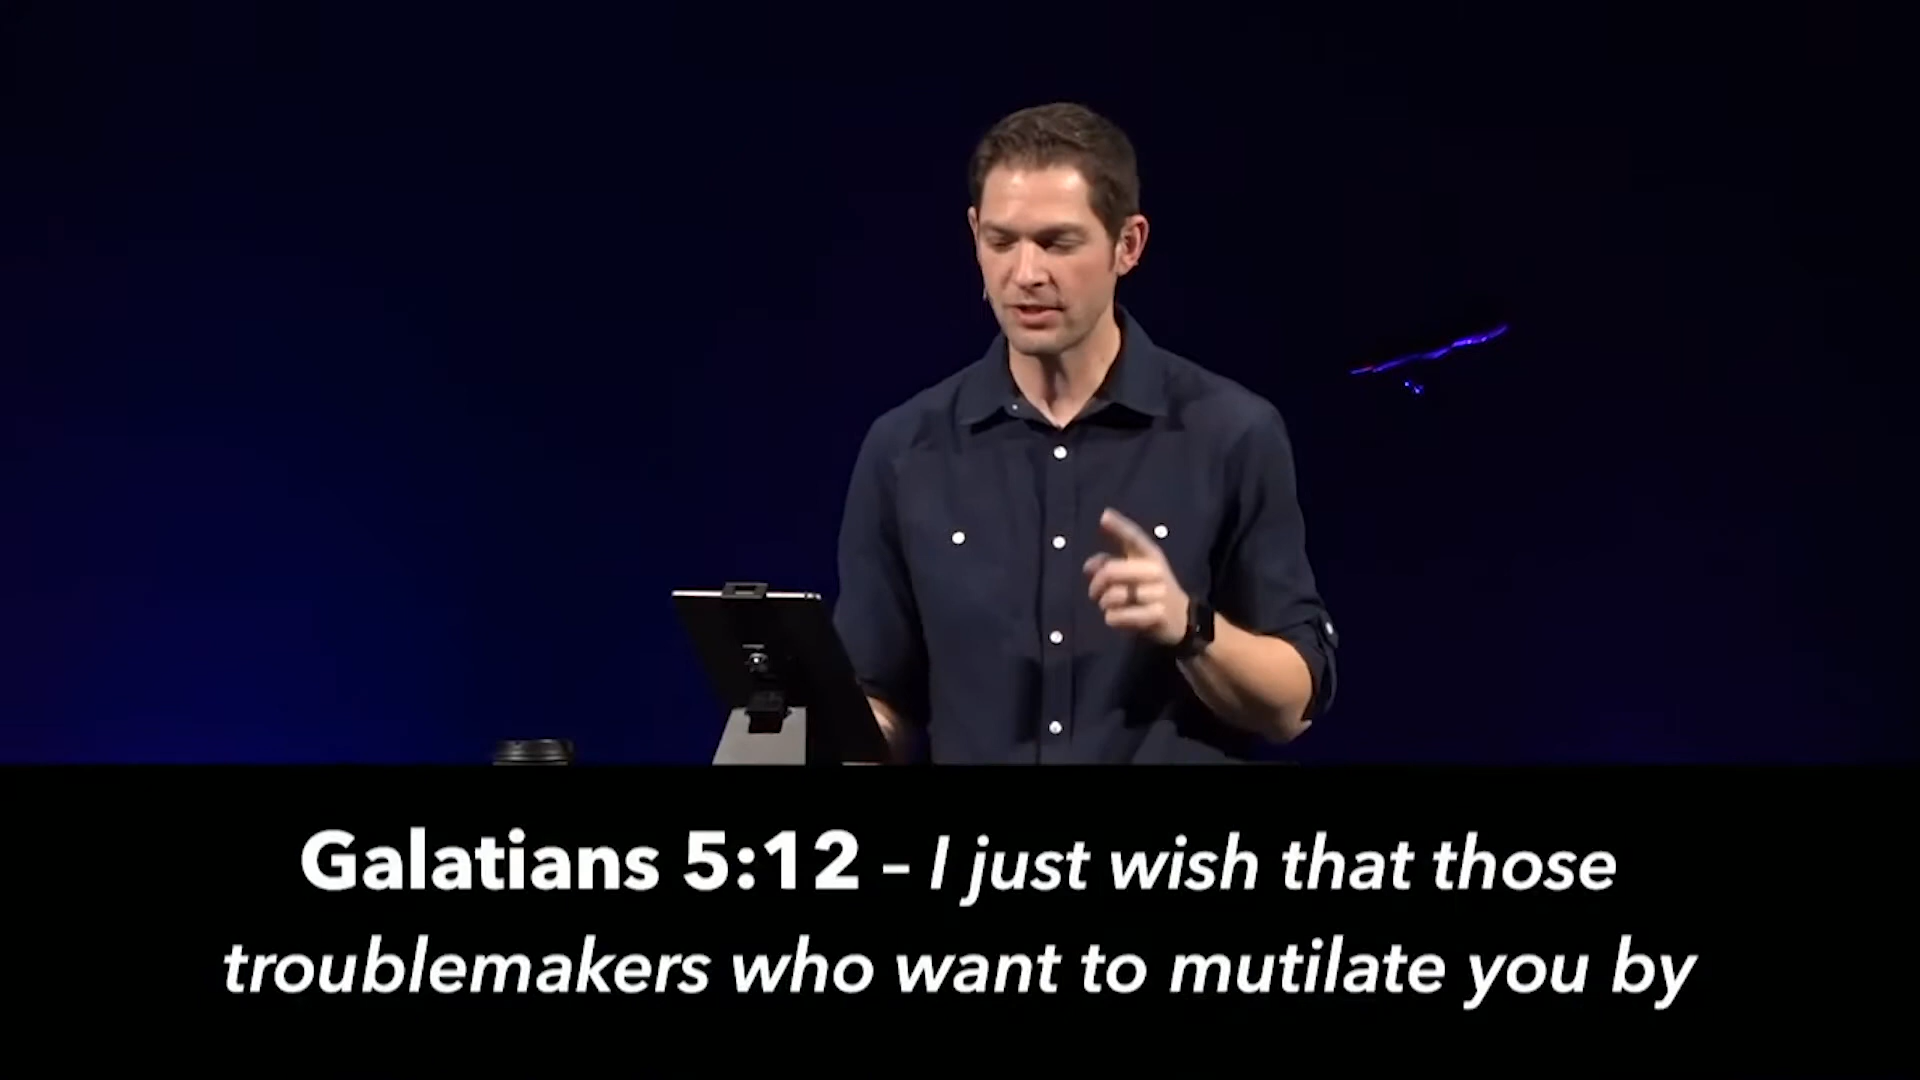 Galatians 5:12 – I just wish that those
troublemakers who want to mutilate you by